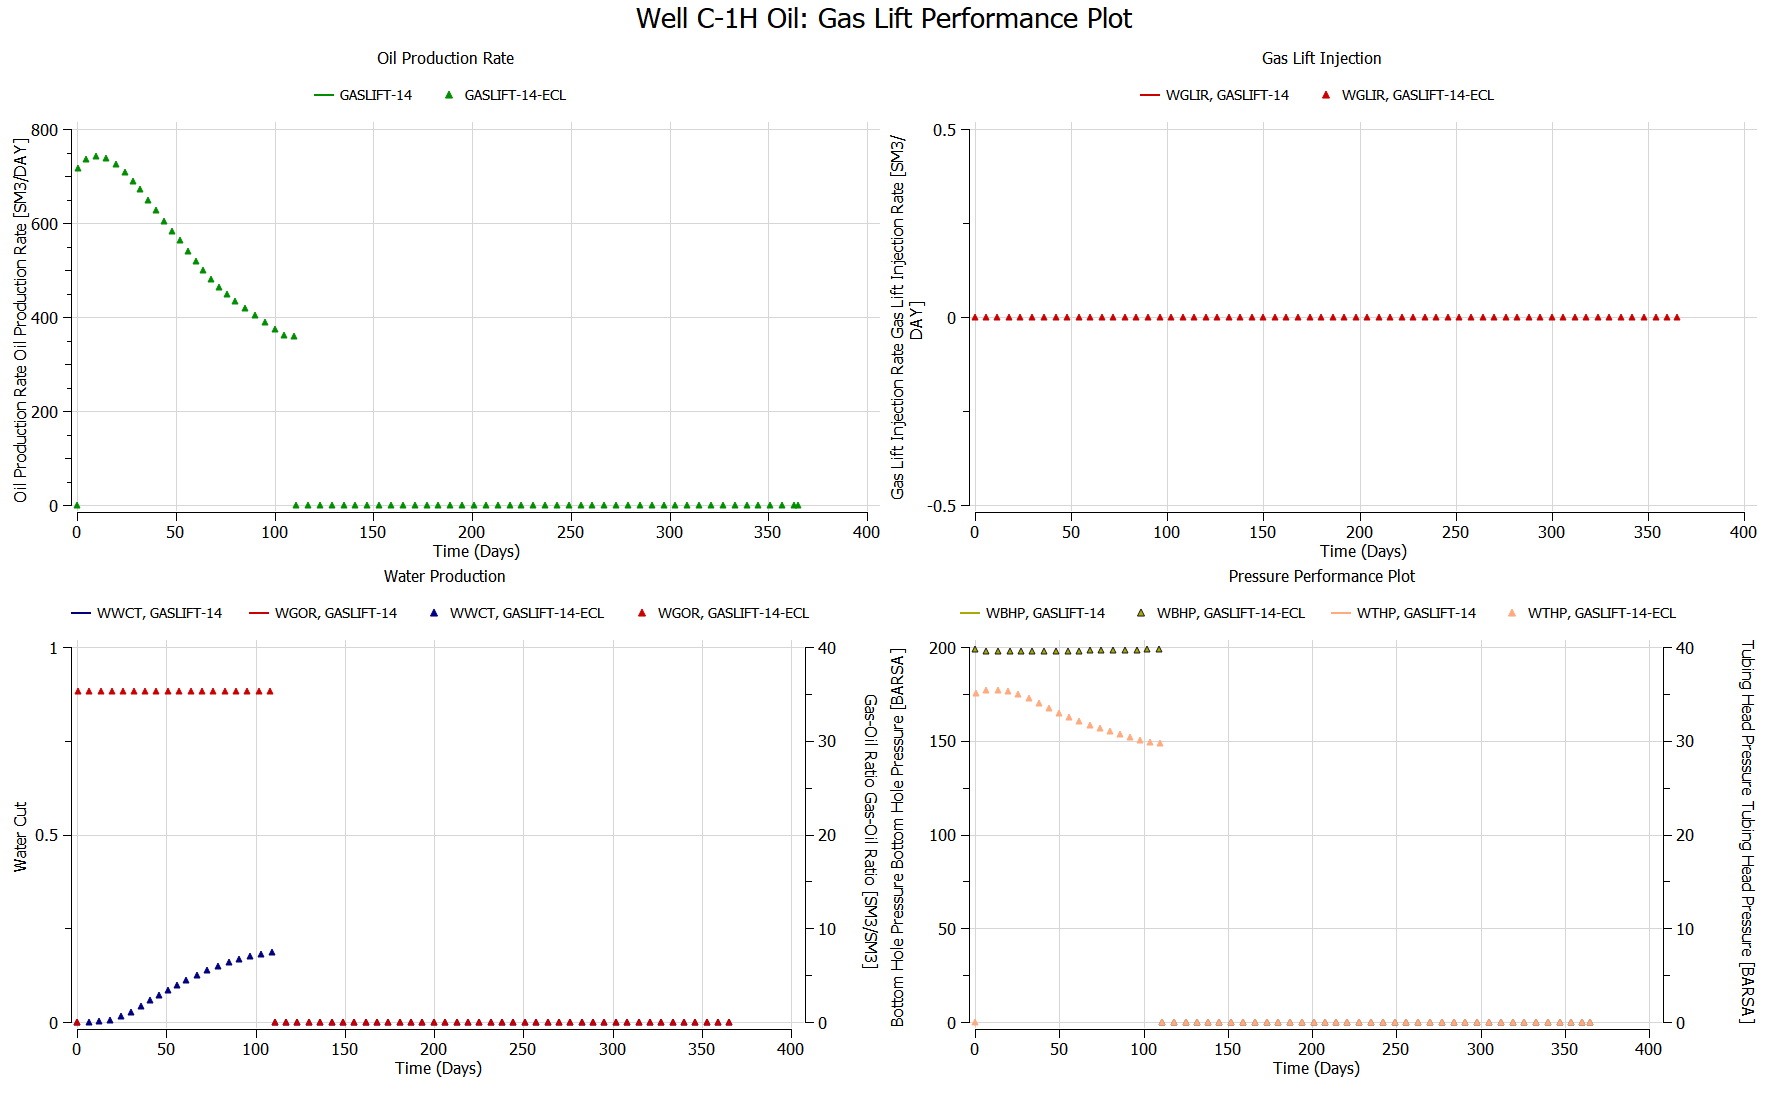 Well C-1H Oil: Gas Lift Performance Plot
Oil Production Rate
GASLIFT-14
GASLIFT-14-ECL
Oil Production Rate Oil Production Rate [SM3/DAY]
800
600
400
200
0
0 50 100 150 200 250 300 350 400
Time (Days)
Gas Lift Injection
WGLIR, GASLIFT-14
WGLIR, GASLIFT-14-ECL
Gas Lift Injection Rate Gas Lift Injection Rate [SM3/
DAY]
0.5
0
-0.5
0 50 100 150 200 250 300 350 400
Time (Days)
Water Production
WWCT, GASLIFT-14
WGOR, GASLIFT-14
WWCT, GASLIFT-14-ECL
WGOR, GASLIFT-14-ECL
Water Cut
1
0.5
0
40
30
20
10
0
Gas-Oil Ratio Gas-Oil Ratio [SM3/SM3]
0 50 100 150 200 250 300 350 400
Time (Days)
Pressure Performance Plot
WBHP, GASLIFT-14
WBHP, GASLIFT-14-ECL
WTHP, GASLIFT-14
WTHP, GASLIFT-14-ECL
Bottom Hole Pressure Bottom Hole Pressure [BARSA]
200
150
100
50
0
40
30
20
10
0
Tubing Head Pressure Tubing Head Pressure [BARSA]
0 50 100 150 200 250 300 350 400
Time (Days)